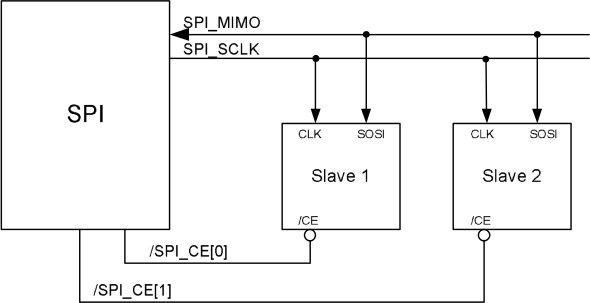 SPI_MIMO
SPI_SCLK
SPI
CLK SOSI
Slave 1
/CE
CLK SOSI
Slave 2
/CE
/SPI_CE[0]
/SPI_CE[1]